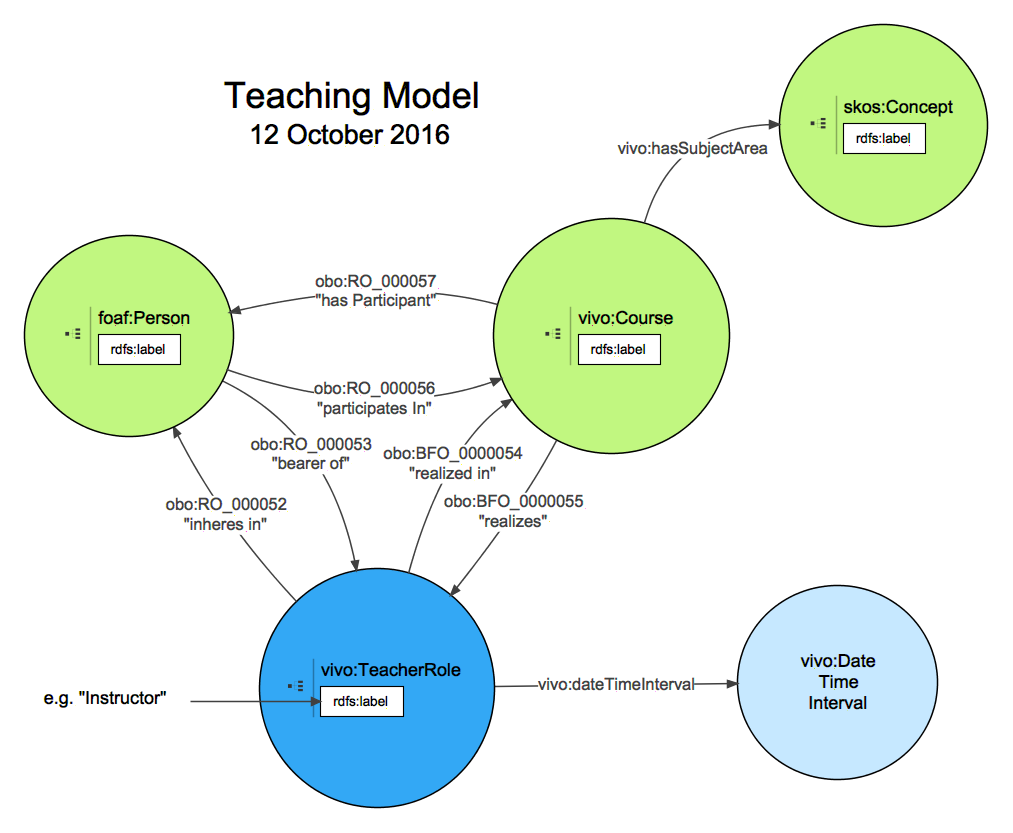 Teaching Model
12 October 2016
skos:Concept
rdfs:label
vivo:hasSubjectArea
obo:RO_000057
"has Participant"
foaf:Person
rdfs:label
vivo:Course
rdfs:label
obo:RO_000056
"participates In"
obo:RO_000053
"bearer of"
obo:BFO_0000054
"realized in"
obo:RO_000052
"inheres in"
obo:BFO_0000055
"realizes"
vivo:TeacherRole
rdfs:label
e.g. "Instructor"
vivo:dateTimeInterval
vivo:Date
Time
Interval